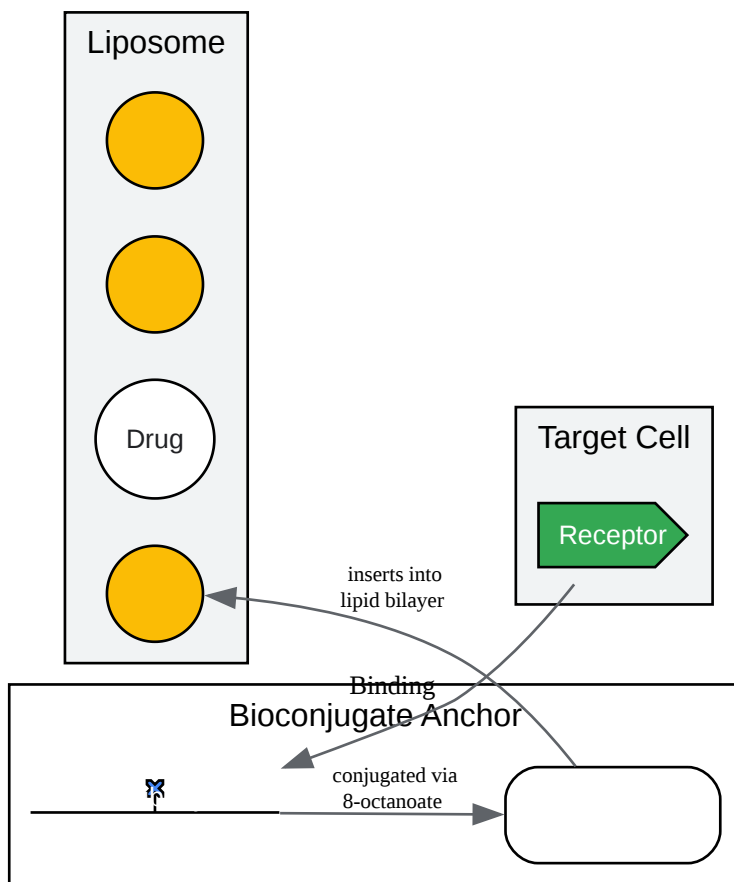 Liposome
Drug
Target Cell
Receptor
inserts into
lipid bilayer
Binding
Bioconjugate Anchor
conjugated via
8-octanoate